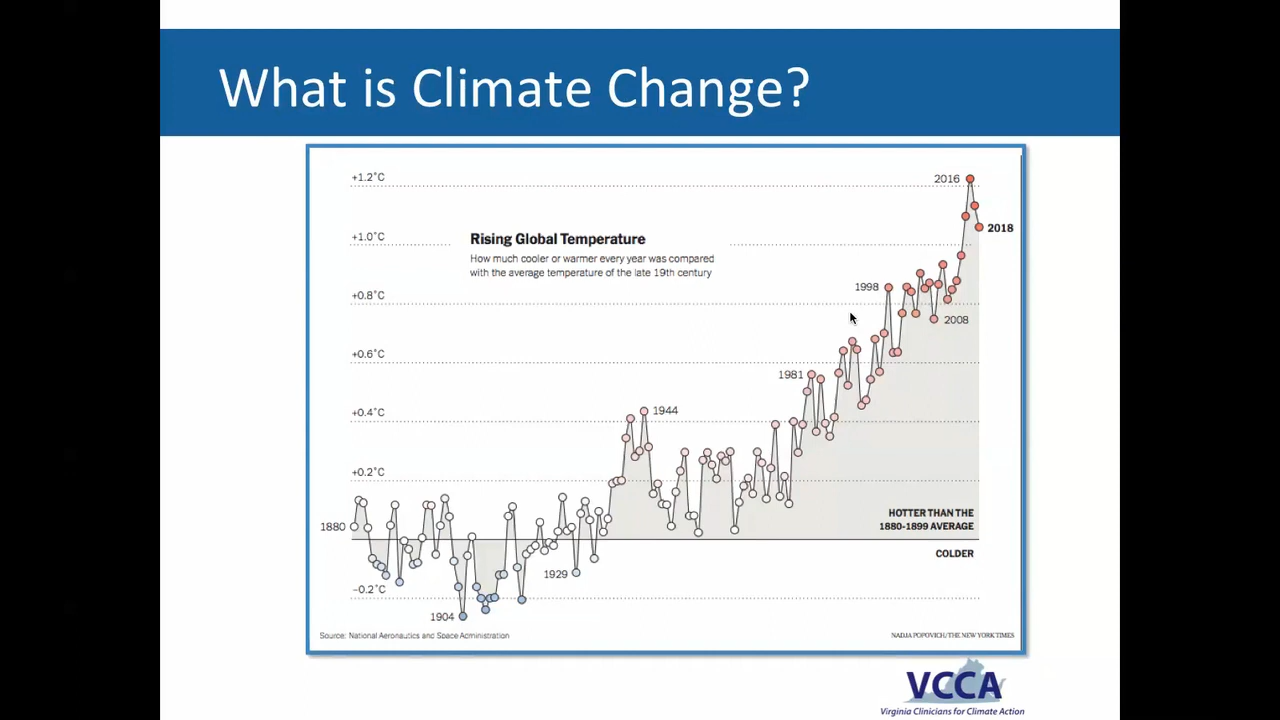 What is Climate Change?
+1.2°C
2016
2018
+1.0°C
Rising Global Temperature
How much cooler or warmer every year was compared
with the average temperature of the late 19th century
+0.8°C
1998
2008
+0.6°C
1981
+0.4°C
1944
+0.2°C
1880
HOTTER THAN THE
1880-1899 AVERAGE
COLDER
1929
−0.2°C
1904
Source: National Aeronautics and Space Administration
NADJA POPOVICH/THE NEW YORK TIMES
VCCA
Virginia Clinicians for Climate Action